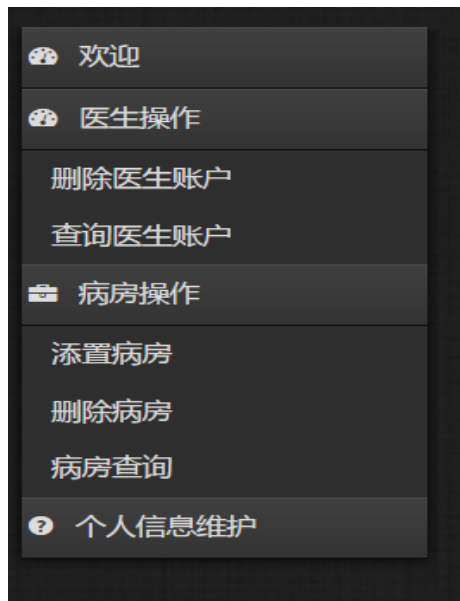 欢迎
医生操作
删除医生账户
查询医生账户
病房操作
添置病房
删除病房
病房查询
个人信息维护